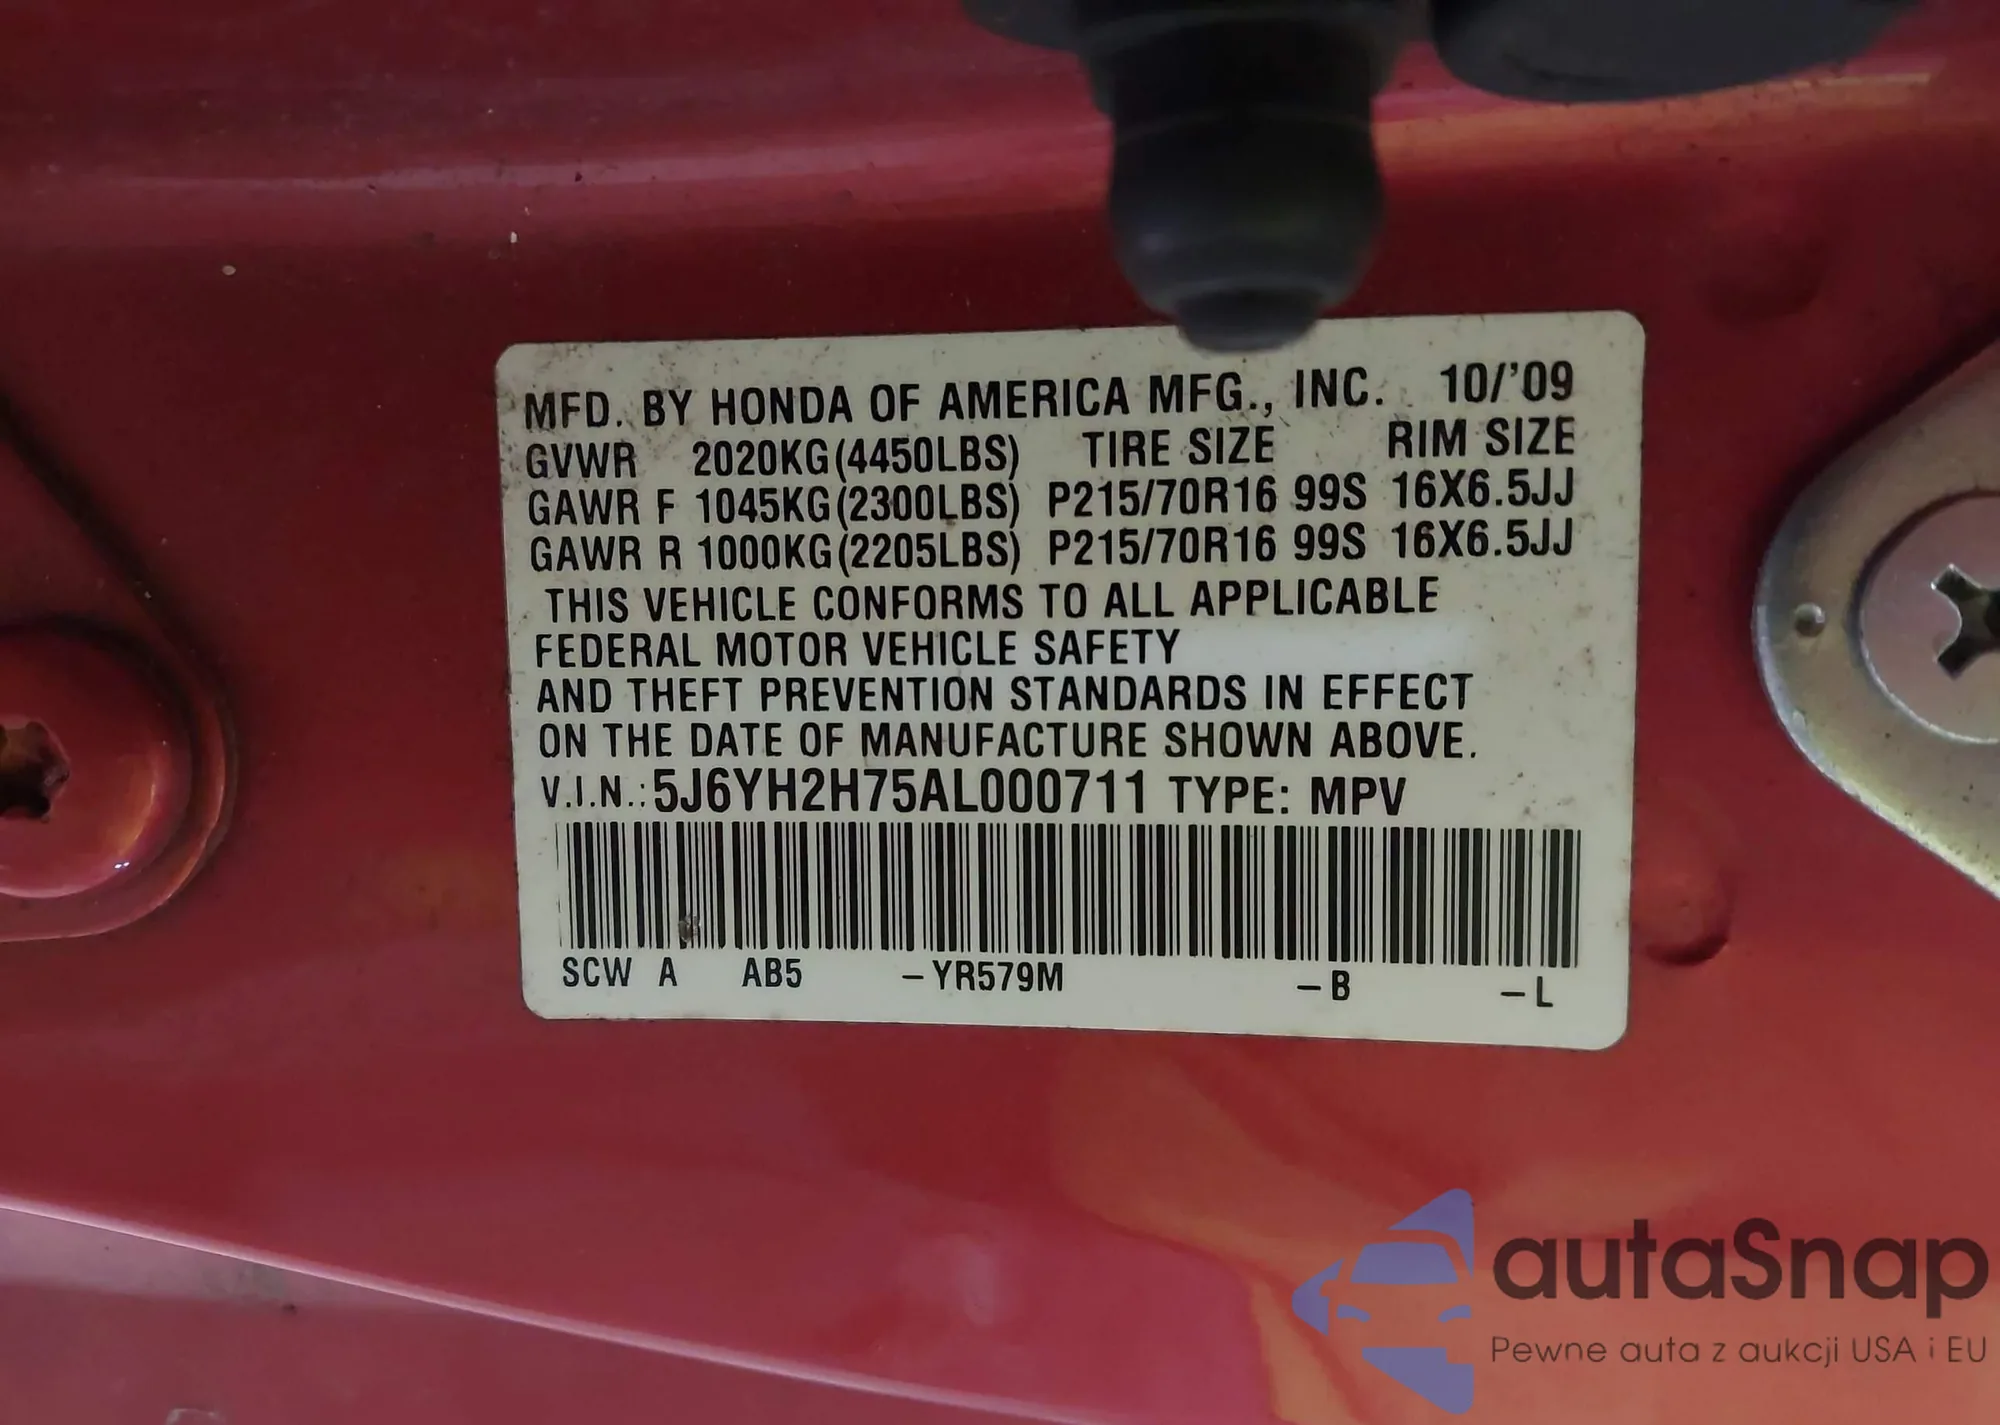 MFD. BY HONDA OF AMERICA MFG., INC. 10/'09
GVWR 2020KG(4450LBS) TIRE SIZE RIM SIZE
GAWR F 1045KG(2300LBS) P215/70R16 99S 16X6.5JJ
GAWR R 1000KG(2205LBS) P215/70R16 99S 16X6.5JJ
THIS VEHICLE CONFORMS TO ALL APPLICABLE
FEDERAL MOTOR VEHICLE SAFETY
AND THEFT PREVENTION STANDARDS IN EFFECT
ON THE DATE OF MANUFACTURE SHOWN ABOVE.
V.I.N.: 5J6YH2H75AL000711 TYPE: MPV
SCW A AB5 –YR579M –B –L
autaSnap
Pewne auta z aukcji USA i EU